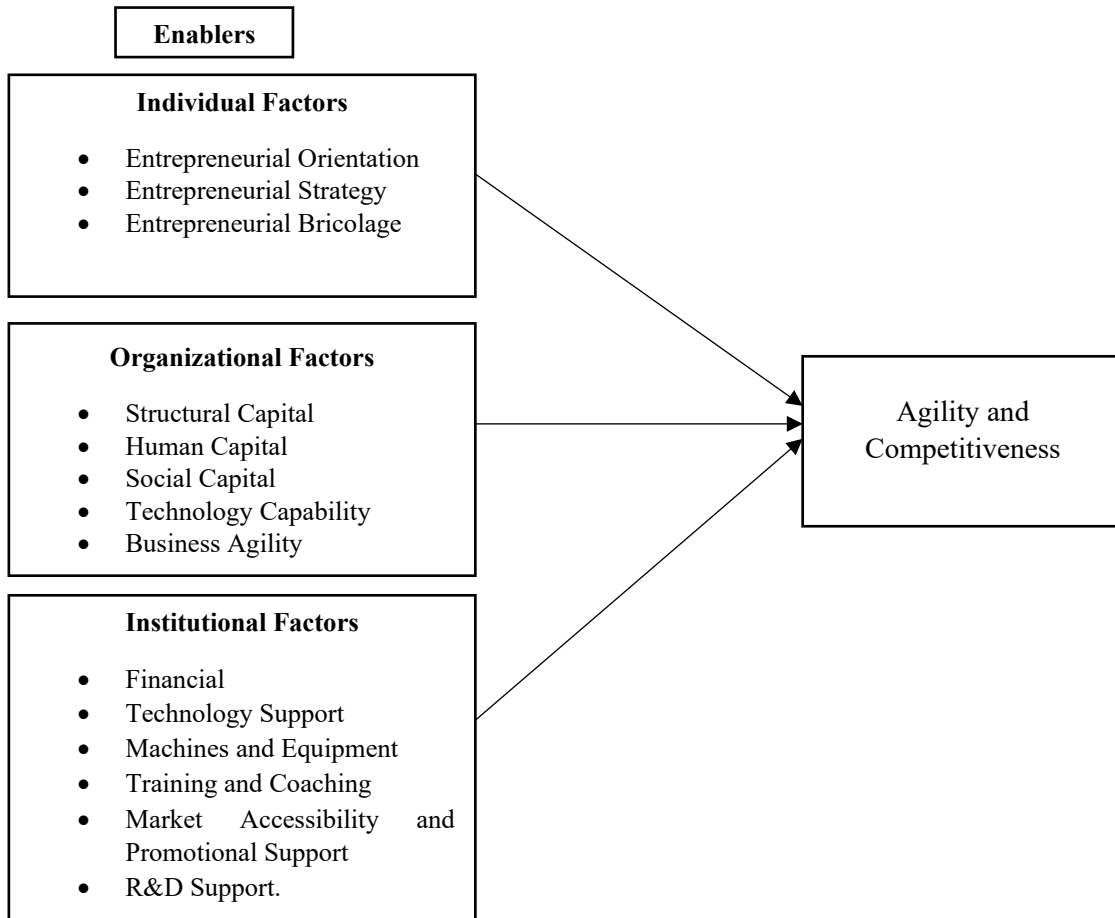 Enablers
Individual Factors
• Entrepreneurial Orientation
• Entrepreneurial Strategy
• Entrepreneurial Bricolage
Organizational Factors
• Structural Capital
• Human Capital
• Social Capital
• Technology Capability
• Business Agility
Institutional Factors
• Financial
• Technology Support
• Machines and Equipment
• Training and Coaching
• Market Accessibility and
Promotional Support
• R&D Support.
Agility and
Competitiveness